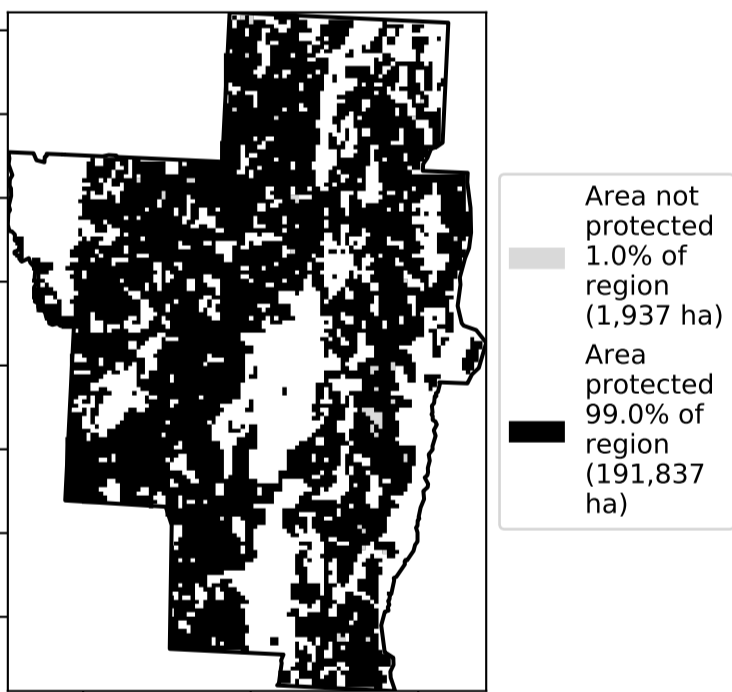 Area not
protected
1.0% of
region
(1,937 ha)
Area
protected
99.0% of
region
(191,837
ha)